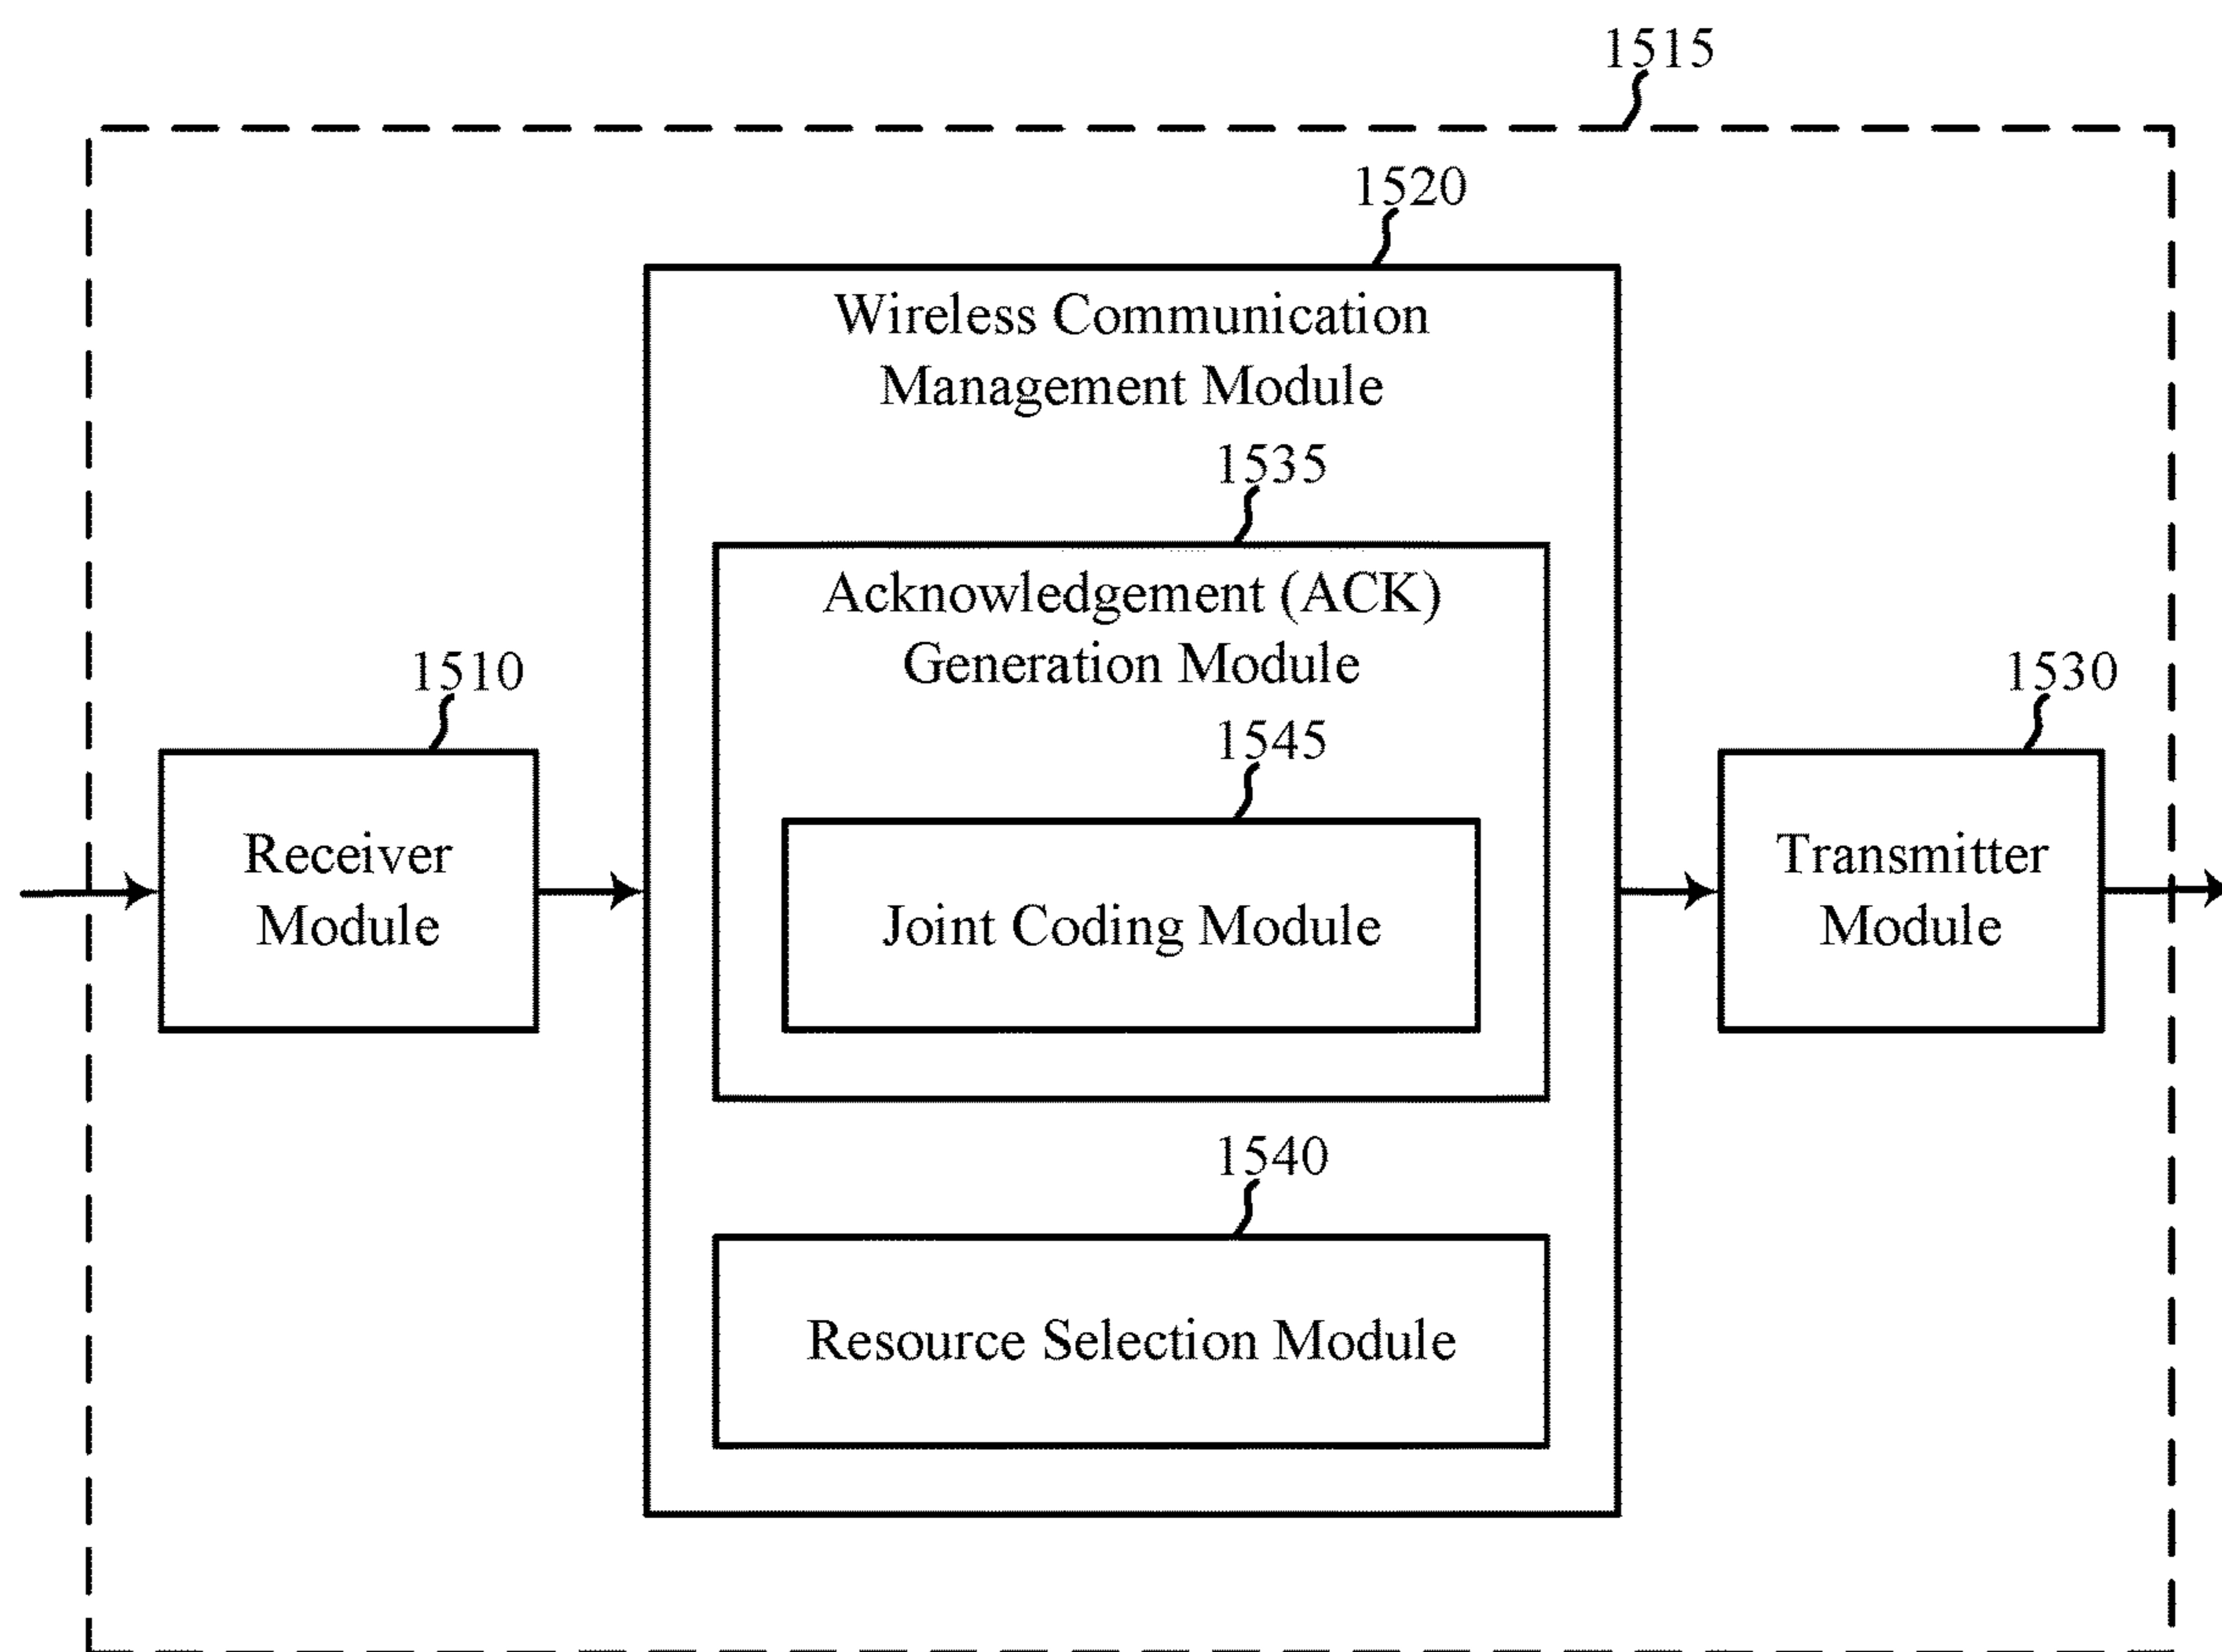 1515
1520
Wireless Communication
Management Module
1535
Acknowledgement (ACK)
Generation Module
1510
1530
1545
Receiver
Module
Joint Coding Module
Transmitter
Module
1540
Resource Selection Module